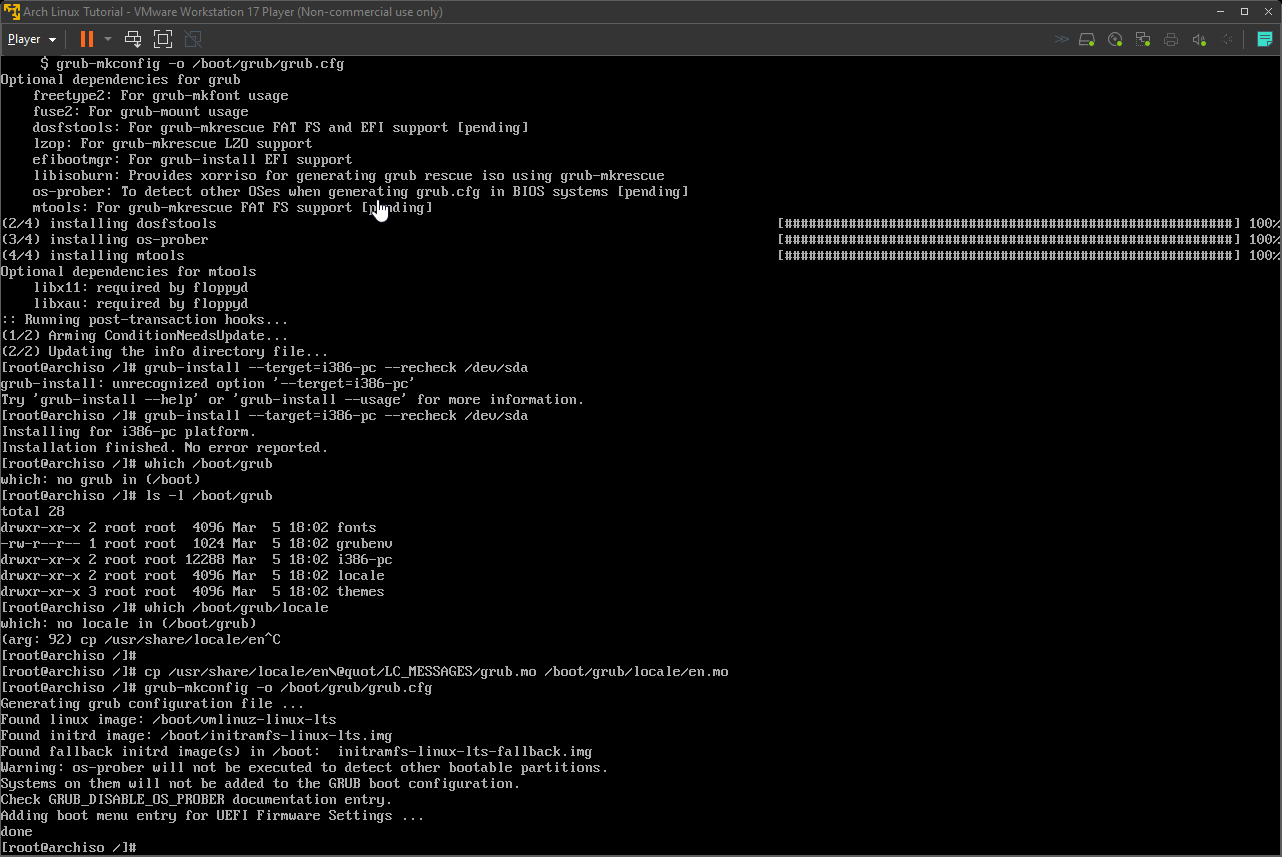 Arch Linux Tutorial - VMware Workstation 17 Player (Non-commercial use only)
Player
$ grub-mkconfig -o /boot/grub/grub.cfg
Optional dependencies for grub
freetype2: For grub-mkfont usage
fuse2: For grub-mount usage
dosfstools: For grub-mkrescue FAT FS and EFI support [pending]
lzop: For grub-mkrescue LZO support
efibootmgr: For grub-install EFI support
libisoburn: Provides xorriso for generating grub rescue iso using grub-mkrescue
os-prober: To detect other OSes when generating grub.cfg in BIOS systems [pending]
mtools: For grub-mkrescue FAT FS support [pending]
(2/4) installing dosfstools [########################################################] 100%
(3/4) installing os-prober [########################################################] 100%
(4/4) installing mtools [########################################################] 100%
Optional dependencies for mtools
libx11: required by floppyd
libxau: required by floppyd
:: Running post-transaction hooks...
(1/2) Arming ConditionNeedsUpdate...
(2/2) Updating the info directory file...
[root@archiso /]# grub-install --terget=i386-pc --recheck /dev/sda
grub-install: unrecognized option '--terget=i386-pc'
Try 'grub-install --help' or 'grub-install --usage' for more information.
[root@archiso /]# grub-install --target=i386-pc --recheck /dev/sda
Installing for i386-pc platform.
Installation finished. No error reported.
[root@archiso /]# which /boot/grub
which: no grub in (/boot)
[root@archiso /]# ls -l /boot/grub
total 28
drwxr-xr-x 2 root root  4096 Mar  5 18:02 fonts
-rw-r--r-- 1 root root  1024 Mar  5 18:02 grubenv
drwxr-xr-x 2 root root 12288 Mar  5 18:02 i386-pc
drwxr-xr-x 2 root root  4096 Mar  5 18:02 locale
drwxr-xr-x 3 root root  4096 Mar  5 18:02 themes
[root@archiso /]# which /boot/grub/locale
which: no locale in (/boot/grub)
(arg: 92) cp /usr/share/locale/en^C
[root@archiso /]#
[root@archiso /]# cp /usr/share/locale/en\@quot/LC_MESSAGES/grub.mo /boot/grub/locale/en.mo
[root@archiso /]# grub-mkconfig -o /boot/grub/grub.cfg
Generating grub configuration file ...
Found linux image: /boot/vmlinuz-linux-lts
Found initrd image: /boot/initramfs-linux-lts.img
Found fallback initrd image(s) in /boot:  initramfs-linux-lts-fallback.img
Warning: os-prober will not be executed to detect other bootable partitions.
Systems on them will not be added to the GRUB boot configuration.
Check GRUB_DISABLE_OS_PROBER documentation entry.
Adding boot menu entry for UEFI Firmware Settings ...
done
[root@archiso /]#